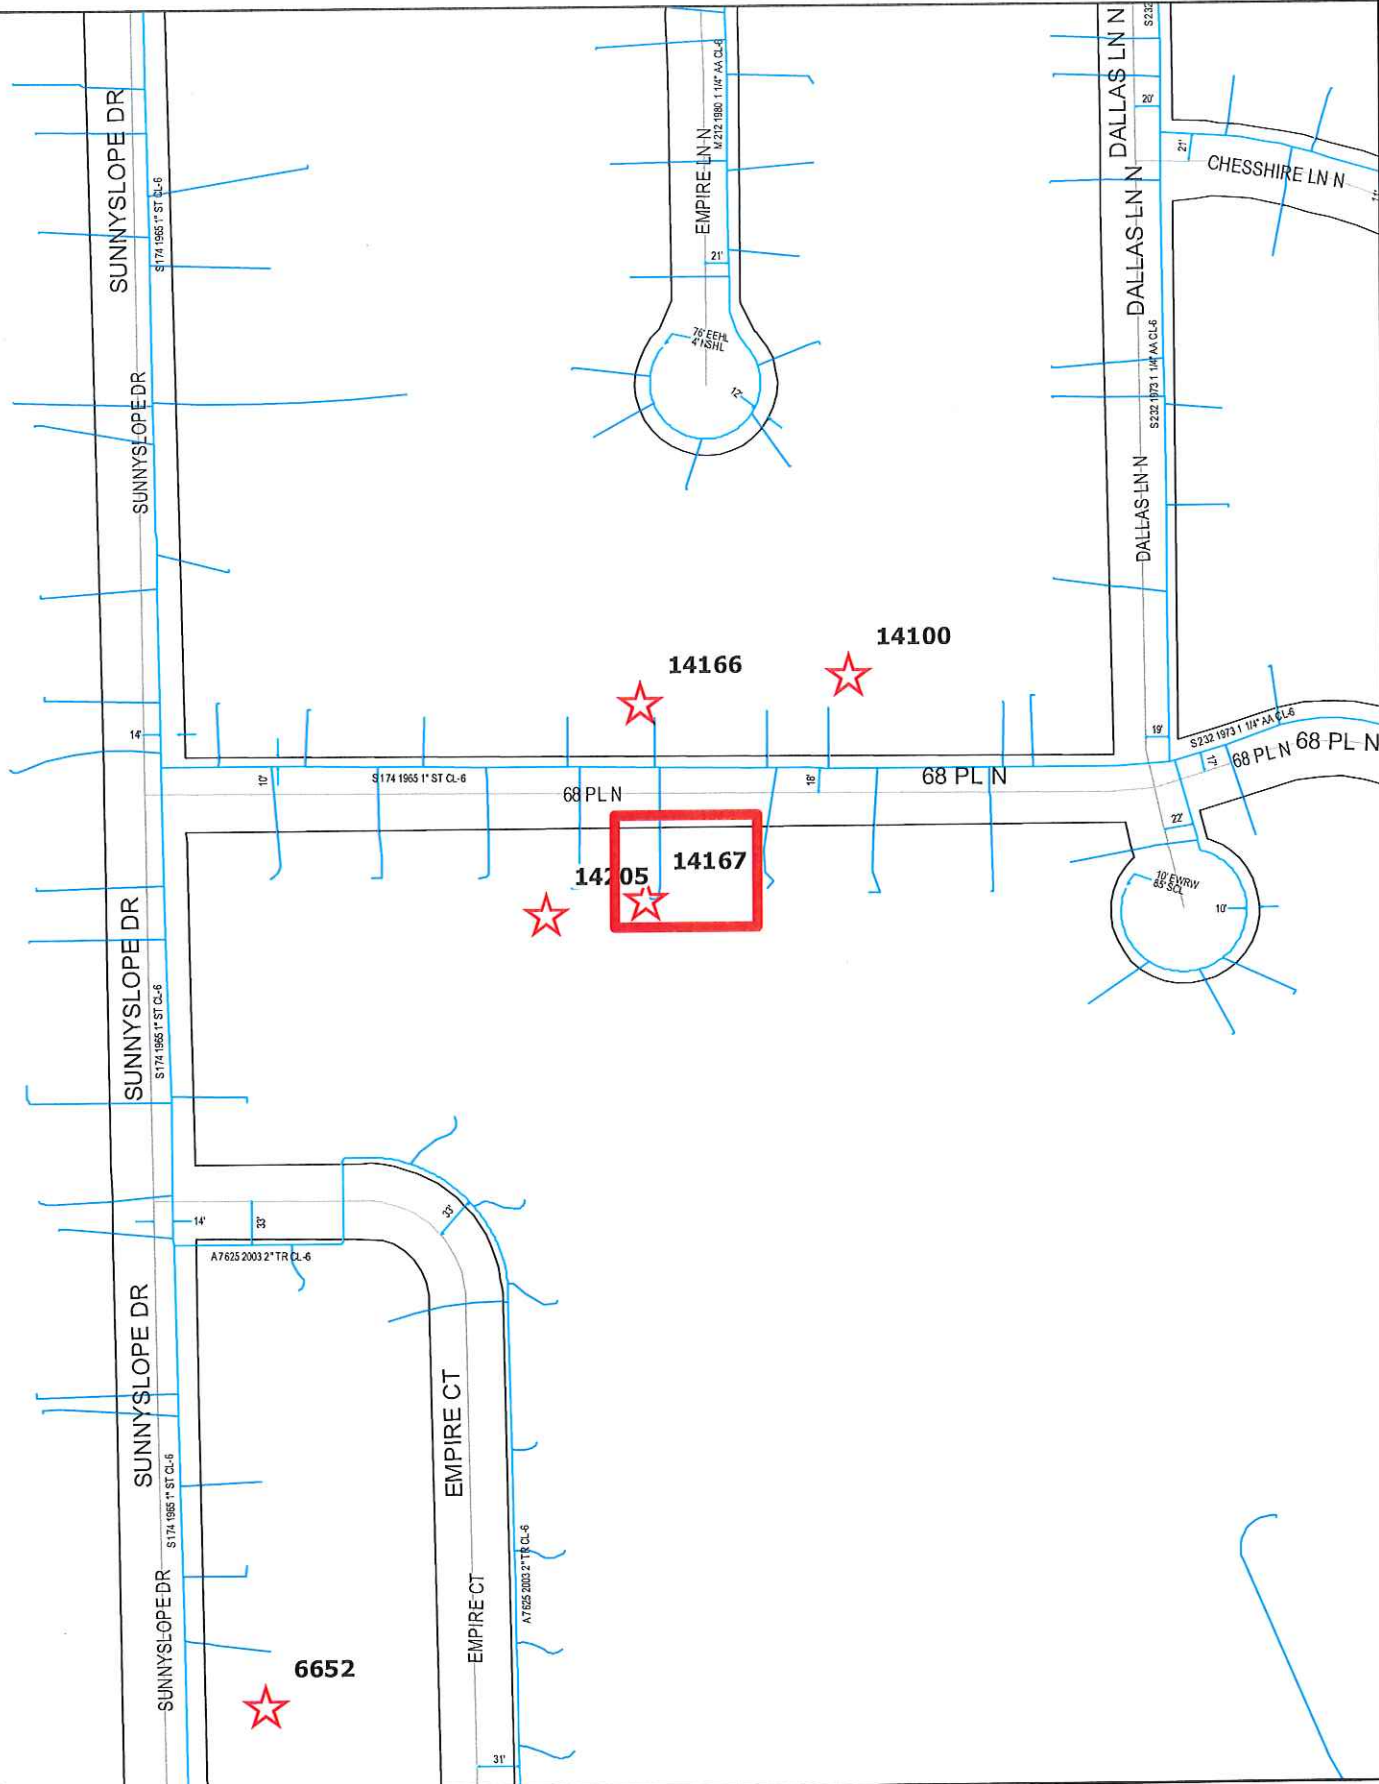 SUNNYSLOPE DR
S174 1965 1" ST CL-6
SUNNYSLOPE DR
EMPIRE LN N
M 212 1980 1 1/4" AA CL-6
21'
76' EEHL
4' NSHL
12'
DALLAS LN N
S232
20'
21'
CHESSHIRE LN N
11'
DALLAS LN N
S232 1973 1 1/4" AA CL-6
DALLAS LN N
14100
14166
14'
10'
S 174 1965 1" ST CL-6
68 PL N
18'
68 PL N
19'
S232 1973 1 1/4" AA CL-6
17'
68 PL N
68 PL N
22'
10' EWRW
85' SCL
10'
14167
14205
SUNNYSLOPE DR
S174 1965 1" ST CL-6
14'
33'
33'
A7625 2003 2" TR CL-6
SUNNYSLOPE DR
S174 1965 1" ST CL-6
SUNNYSLOPE DR
EMPIRE CT
A7625 2003 2" TR CL-6
EMPIRE CT
6652
31'